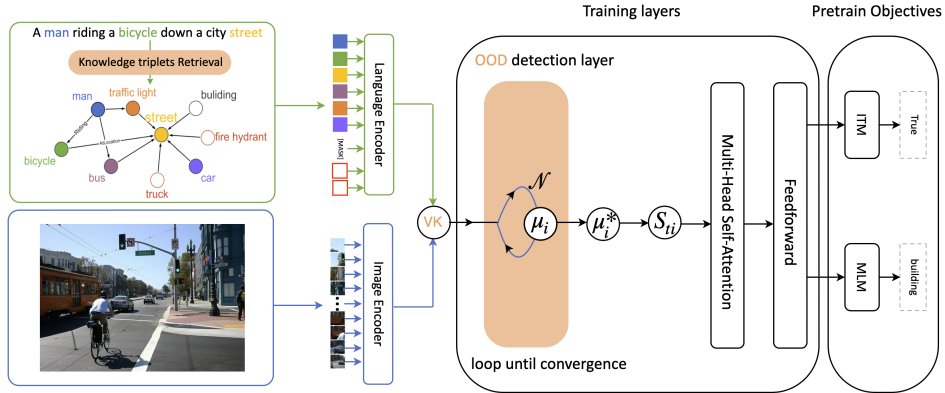 Training layers
Pretrain Objectives
A man riding a bicycle down a city street
Knowledge triplets Retrieval
man
traffic light
buliding
street
Riding
AtLocation
fire hydrant
bicycle
bus
car
truck
[MASK]
Language Encoder
Image Encoder
VK
OOD detection layer
𝒩
μᵢ
μᵢ*
Sₜᵢ
loop until convergence
Multi-Head Self-Attention
Feedforward
ITM
True
MLM
building